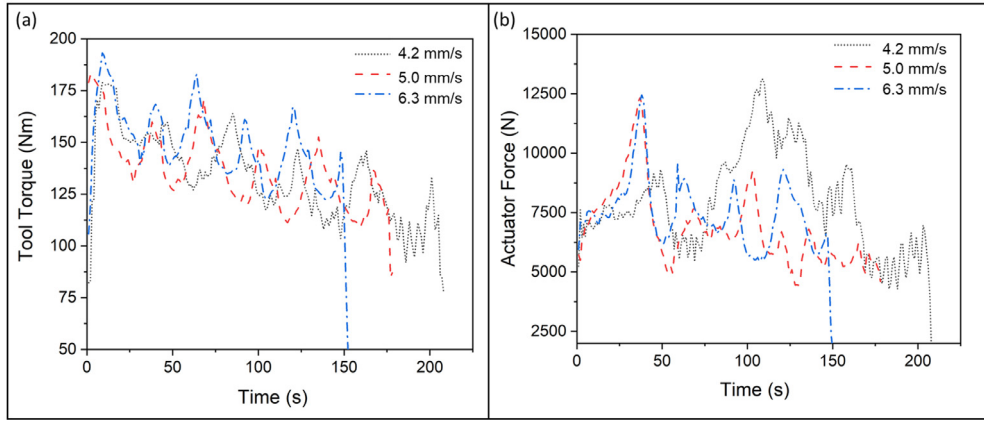 (a)
200
175
150
125
100
75
50
Tool Torque (Nm)
4.2 mm/s
5.0 mm/s
6.3 mm/s
0 50 100 150 200
Time (s)
(b)
15000
12500
10000
7500
5000
2500
Actuator Force (N)
4.2 mm/s
5.0 mm/s
6.3 mm/s
0 50 100 150 200
Time (s)